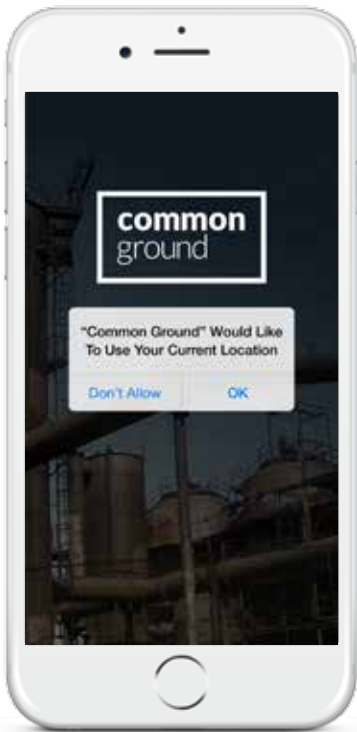 common
ground
“Common Ground” Would Like
To Use Your Current Location
Don't Allow
OK